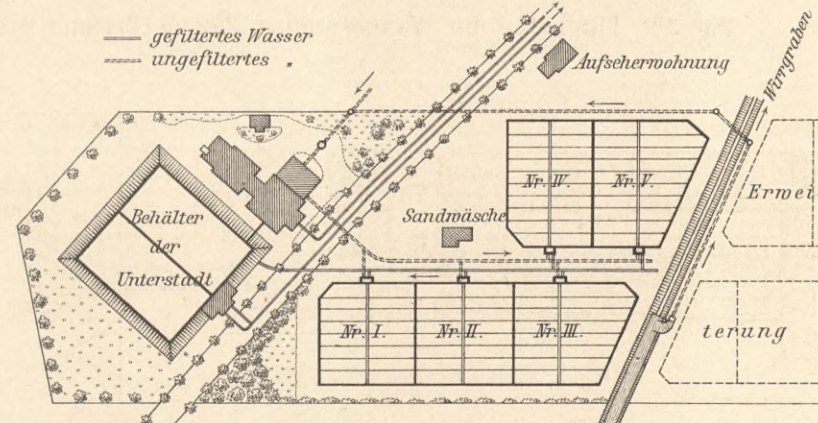 gefiltertes Wasser
ungefiltertes „
Aufseherwohnung
Wirrgraben
Nr. IV.
Nr. V.
Erwei-
Behälter
der
Unterstadt
Sandwäsche
Nr. I.
Nr. II.
Nr. III.
terung